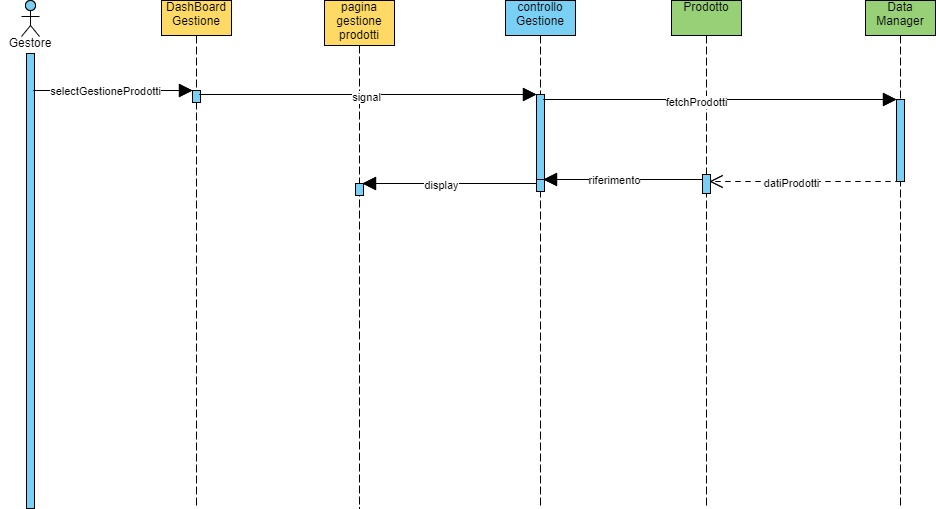 Gestore
DashBoard
Gestione
pagina
gestione
prodotti
controllo
Gestione
Prodotto
Data
Manager
selectGestioneProdotti
signal
fetchProdotti
display
riferimento
datiProdotti